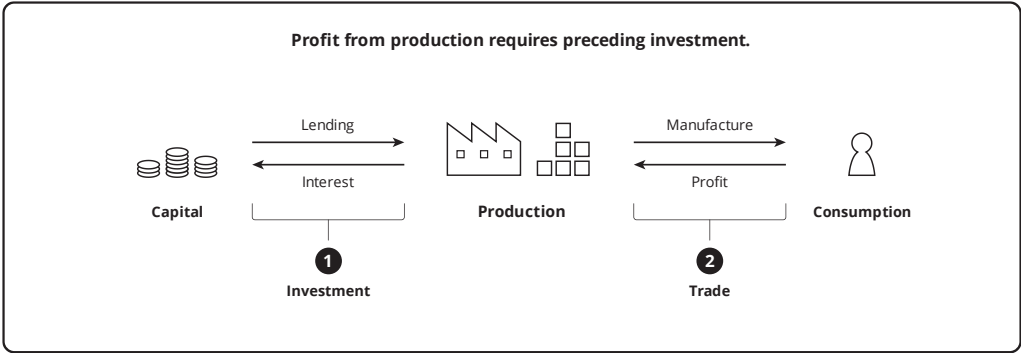 Profit from production requires preceding investment.
Lending
Interest
Manufacture
Profit
Capital
Production
Consumption
1
Investment
2
Trade